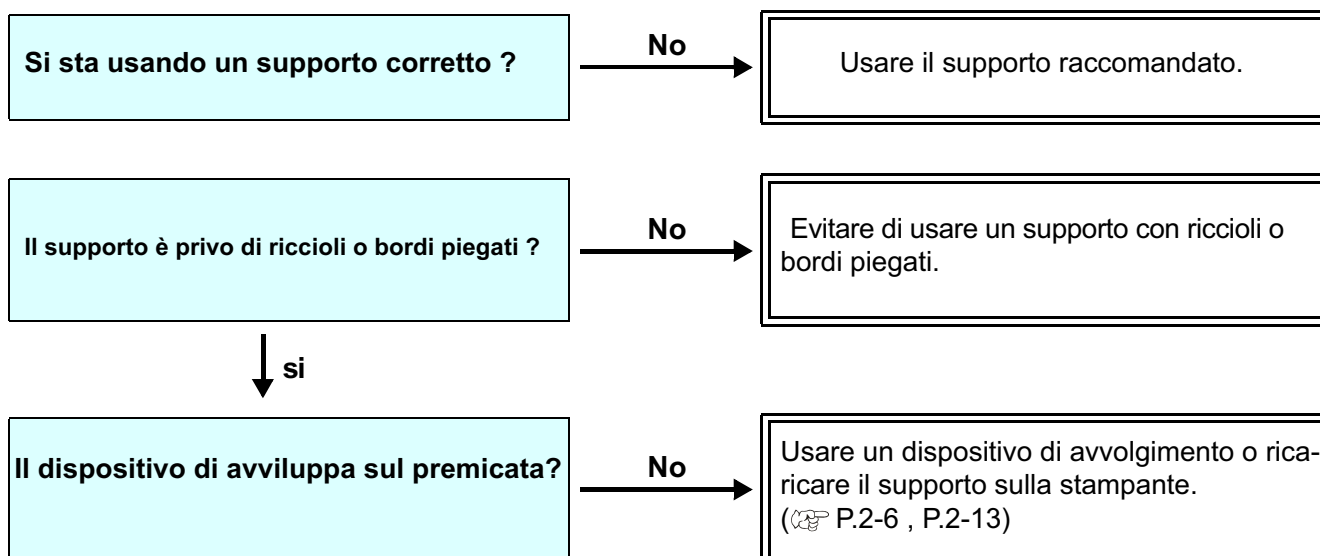 Si sta usando un supporto corretto ?
No
Usare il supporto raccomandato.
Il supporto è privo di riccioli o bordi piegati ?
No
Evitare di usare un supporto con riccioli o
bordi piegati.
si
Il dispositivo di avviluppa sul premicata?
No
Usare un dispositivo di avvolgimento o rica-
ricare il supporto sulla stampante.
(☞ P.2-6 , P.2-13)